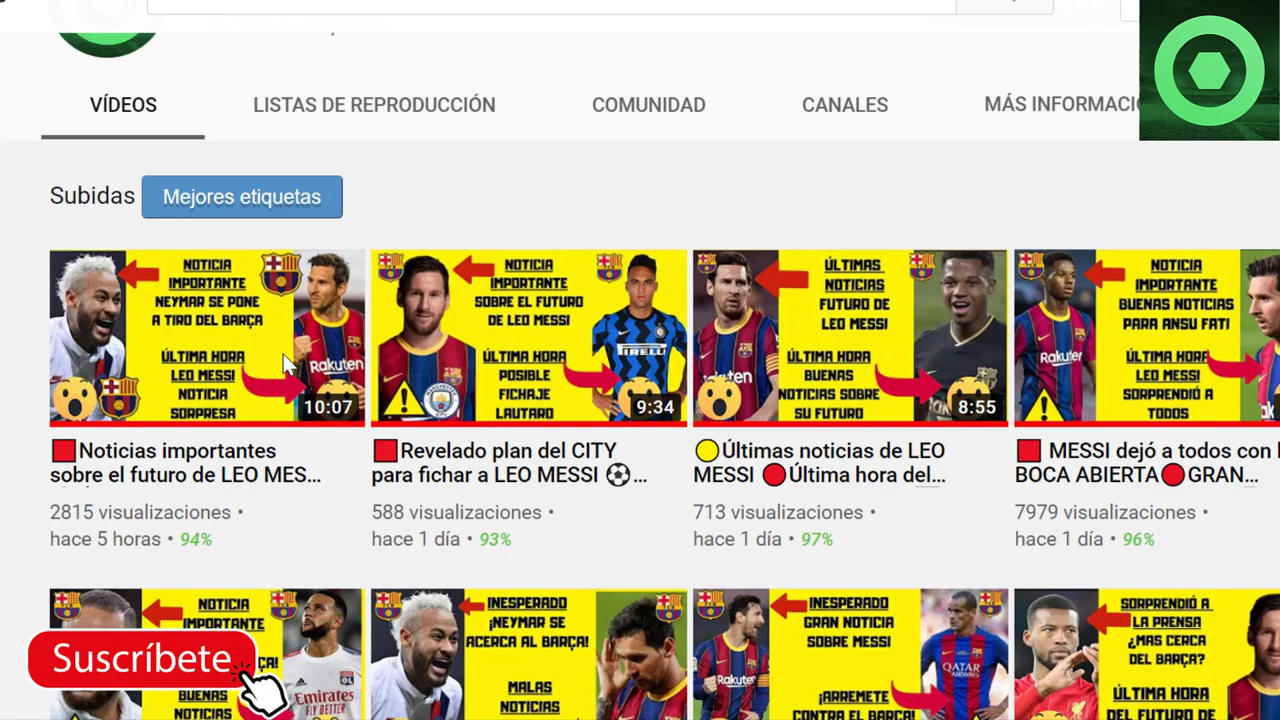 VÍDEOS
LISTAS DE REPRODUCCIÓN
COMUNIDAD
CANALES
MÁS INFORMACIÓ
Subidas
Mejores etiquetas
NOTICIA
IMPORTANTE
NEYMAR SE PONE
A TIRO DEL BARÇA
ÚLTIMA HORA
LEO MESSI
NOTICIA
SORPRESA
Rakuten
10:07
NOTICIA
IMPORTANTE
SOBRE EL FUTURO
DE LEO MESSI
ÚLTIMA HORA
POSIBLE
FICHAJE
LAUTARO
PIRELLI
9:34
ÚLTIMAS
NOTICIAS
FUTURO DE
LEO MESSI
ÚLTIMA HORA
BUENAS
NOTICIAS SOBRE
SU FUTURO
8:55
NOTICIA
IMPORTANTE
BUENAS NOTICIAS
PARA ANSU FATI
ÚLTIMA HORA
LEO MESSI
SORPRENDIÓ A
TODOS
Rakuten
Noticias importantes
sobre el futuro de LEO MES...
2815 visualizaciones •
hace 5 horas • 94%
Revelado plan del CITY
para fichar a LEO MESSI ⚽...
588 visualizaciones •
hace 1 día • 93%
Últimas noticias de LEO
MESSI 🔴Última hora del...
713 visualizaciones •
hace 1 día • 97%
MESSI dejó a todos con
BOCA ABIERTA🔴GRAN...
7979 visualizaciones •
hace 1 día • 96%
NOTICIA
IMPORTANTE
BUENAS
NOTICIAS
Emirates
FLY BETTER
Suscríbete
INESPERADO
¡NEYMAR SE
ACERCA AL BARÇA!
MALAS
NOTICIAS
INESPERADO
GRAN NOTICIA
SOBRE MESSI
¡ARREMETE
CONTRA EL BARÇA!
Rakuten
QATAR
AIRWAYS
SORPRENDIÓ A
LA PRENSA
¿MAS CERCA
DEL BARÇA?
ÚLTIMA HORA
DEL FUTURO DE